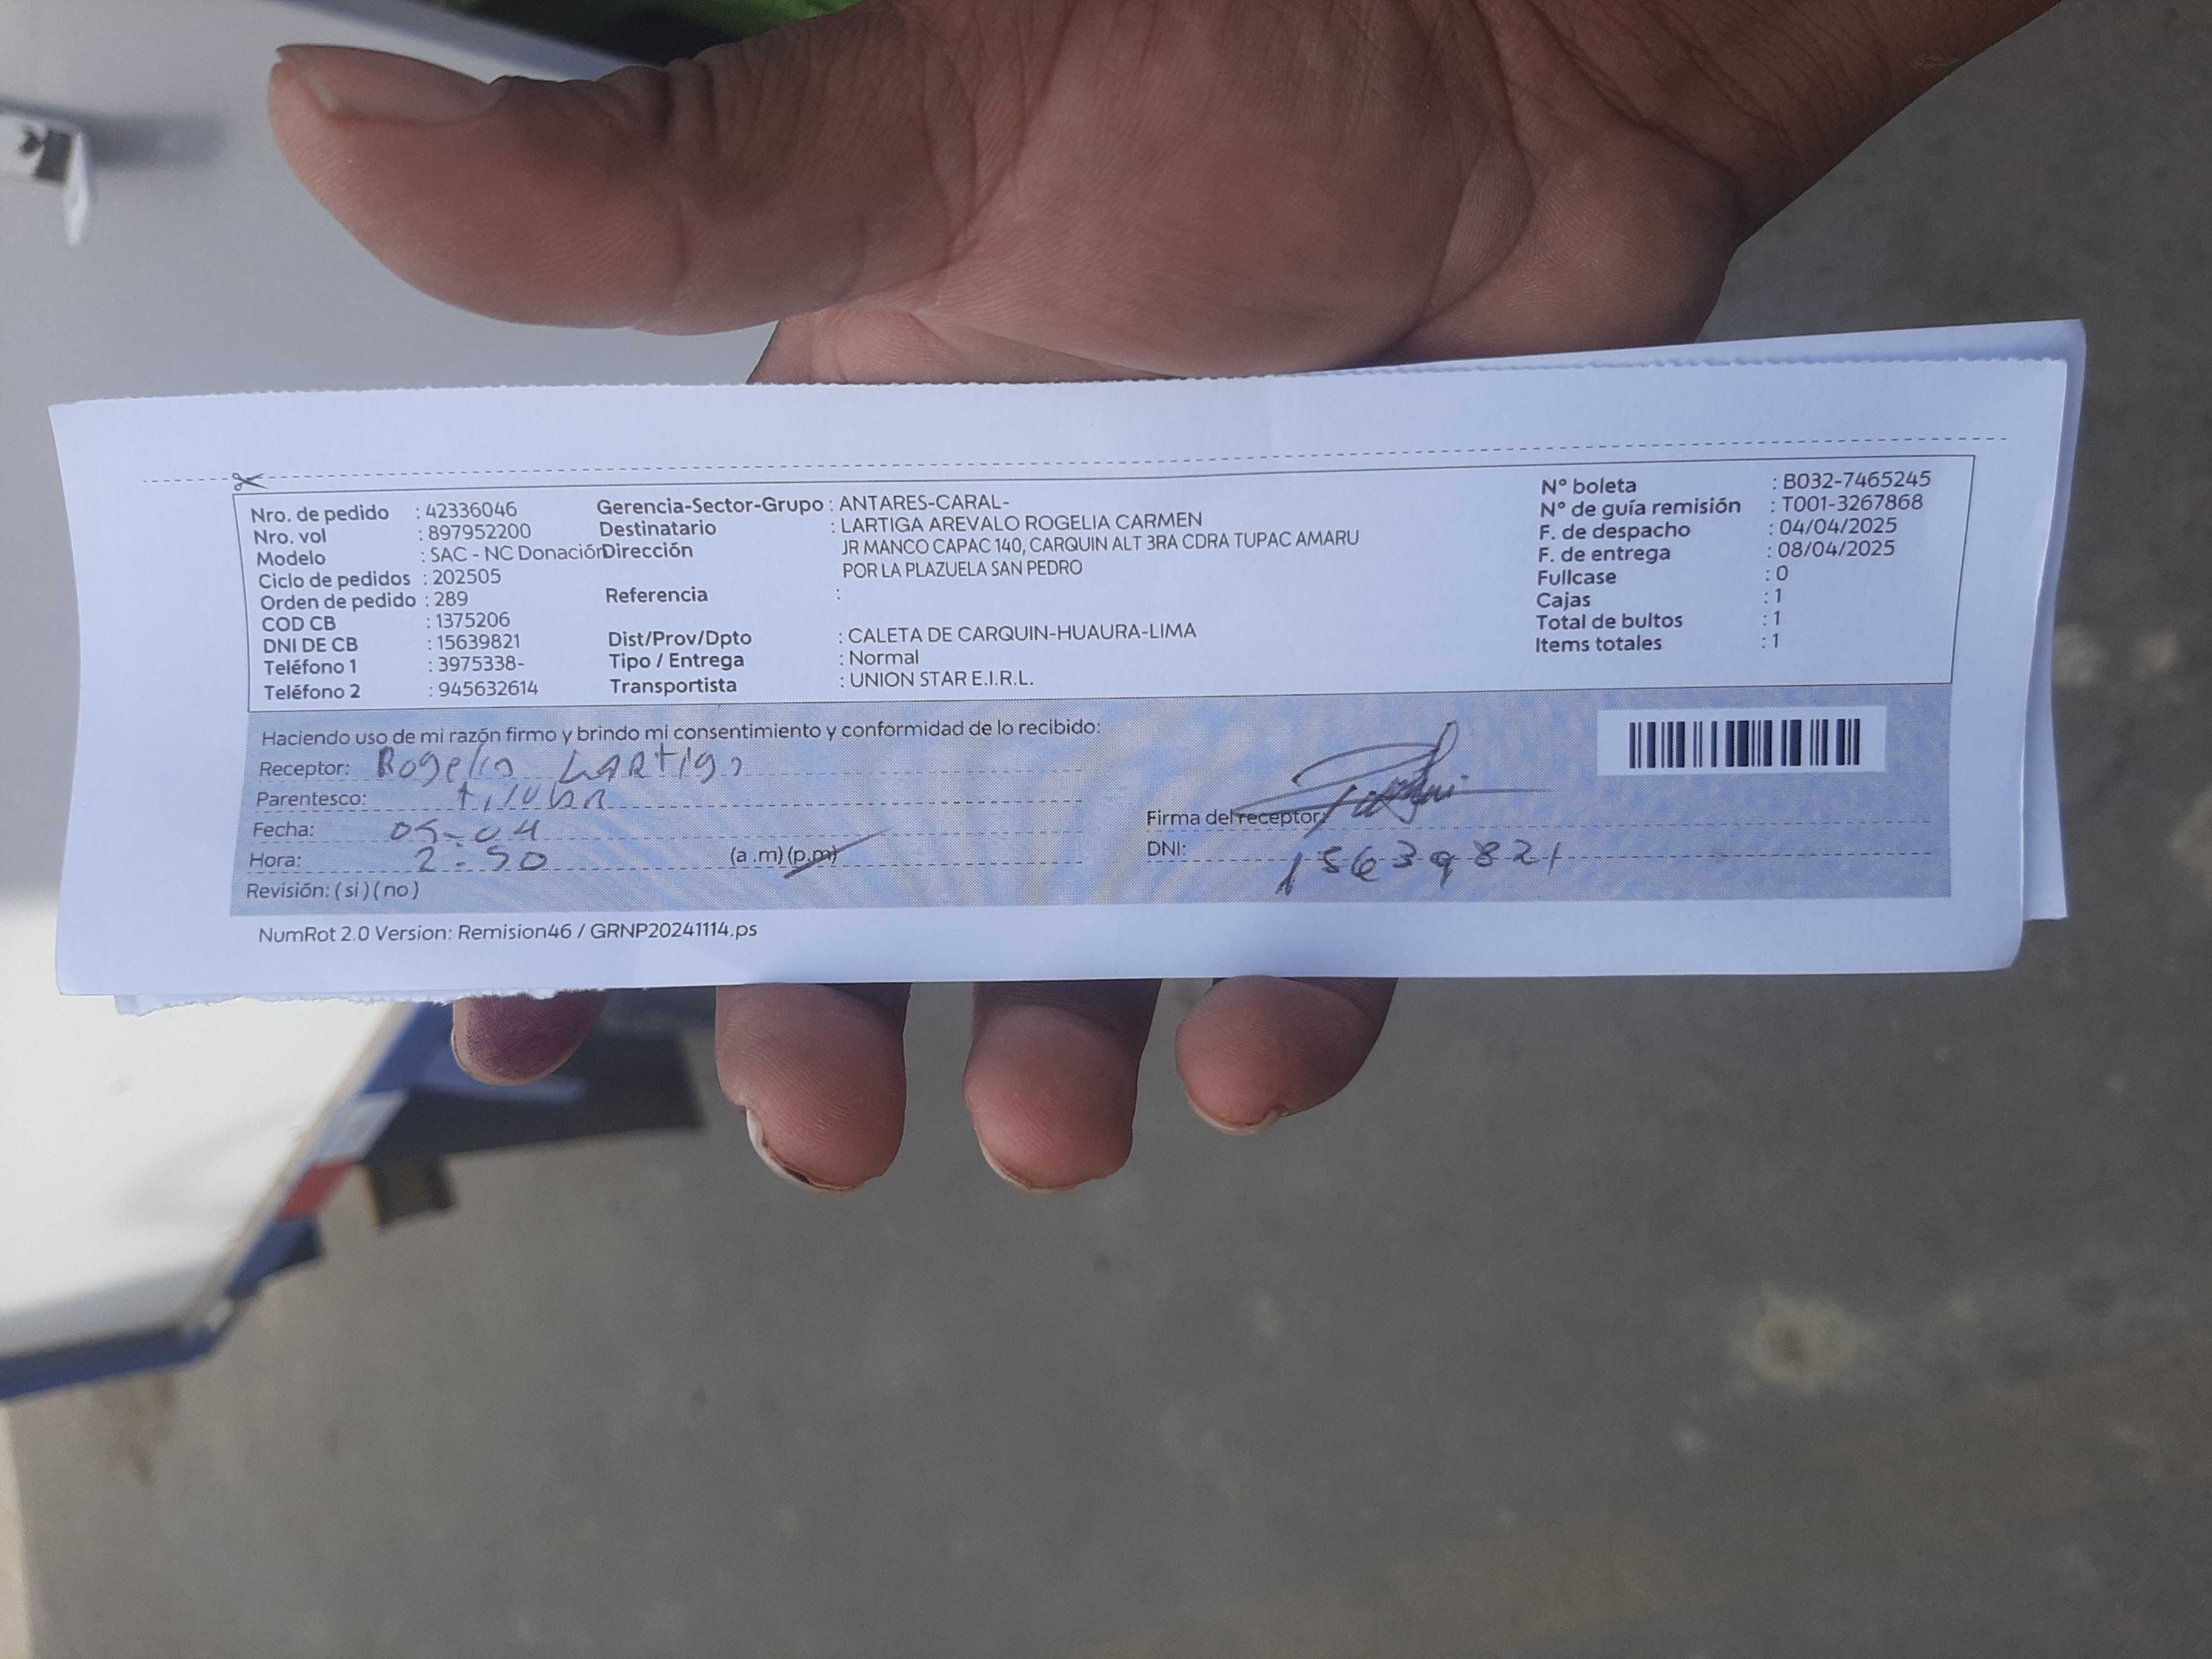 Nro. de pedido : 42336046
Nro. vol : 897952200
Modelo : SAC - NC Donación
Ciclo de pedidos : 202505
Orden de pedido : 289
COD CB : 1375206
DNI DE CB : 15639821
Teléfono 1 : 3975338-
Teléfono 2 : 945632614
Gerencia-Sector-Grupo : ANTARES-CARAL-
Destinatario : LARTIGA AREVALO ROGELIA CARMEN
Dirección JR MANCO CAPAC 140, CARQUIN ALT 3RA CDRA TUPAC AMARU
POR LA PLAZUELA SAN PEDRO
Referencia :
Dist/Prov/Dpto : CALETA DE CARQUIN-HUAURA-LIMA
Tipo / Entrega : Normal
Transportista : UNION STAR E.I.R.L.
N° boleta : B032-7465245
N° de guía remisión : T001-3267868
F. de despacho : 04/04/2025
F. de entrega : 08/04/2025
Fullcase : 0
Cajas : 1
Total de bultos : 1
Items totales : 1
Haciendo uso de mi razón firmo y brindo mi consentimiento y conformidad de lo recibido:
Receptor: Rogelia Lartiga
Parentesco: titular
Fecha: 05-04
Hora: 2:50 (a.m) (p.m)
Revisión: ( si ) ( no )
Firma del receptor:
DNI: 15639821
NumRot 2.0 Version: Remision46 / GRNP20241114.ps